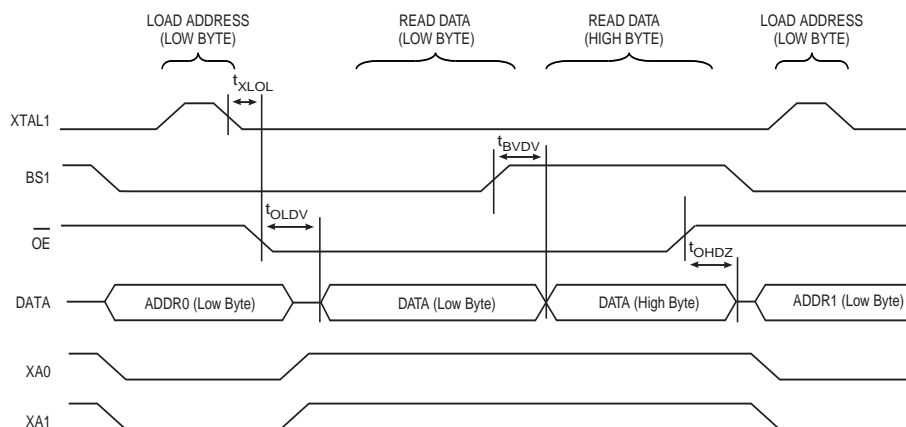 LOAD ADDRESS
(LOW BYTE)
READ DATA
(LOW BYTE)
READ DATA
(HIGH BYTE)
LOAD ADDRESS
(LOW BYTE)
tXLOL
XTAL1
tBVDV
BS1
tOLDV
OE
tOHDZ
DATA
ADDR0 (Low Byte)
DATA (Low Byte)
DATA (High Byte)
ADDR1 (Low Byte)
XA0
XA1